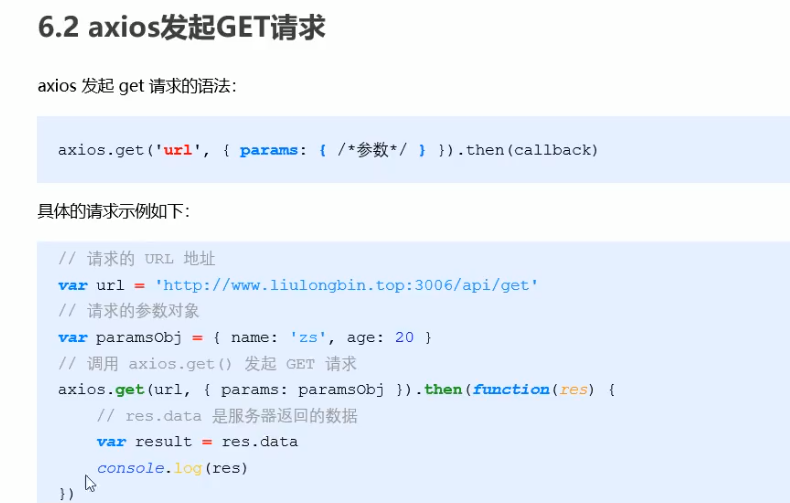 6.2 axios发起GET请求
axios 发起 get 请求的语法：
axios.get('url', { params: { /*参数*/ } }).then(callback)
具体的请求示例如下：
// 请求的 URL 地址
var url = 'http://www.liulongbin.top:3006/api/get'
// 请求的参数对象
var paramsObj = { name: 'zs', age: 20 }
// 调用 axios.get() 发起 GET 请求
axios.get(url, { params: paramsObj }).then(function(res) {
// res.data 是服务器返回的数据
var result = res.data
console.log(res)
})